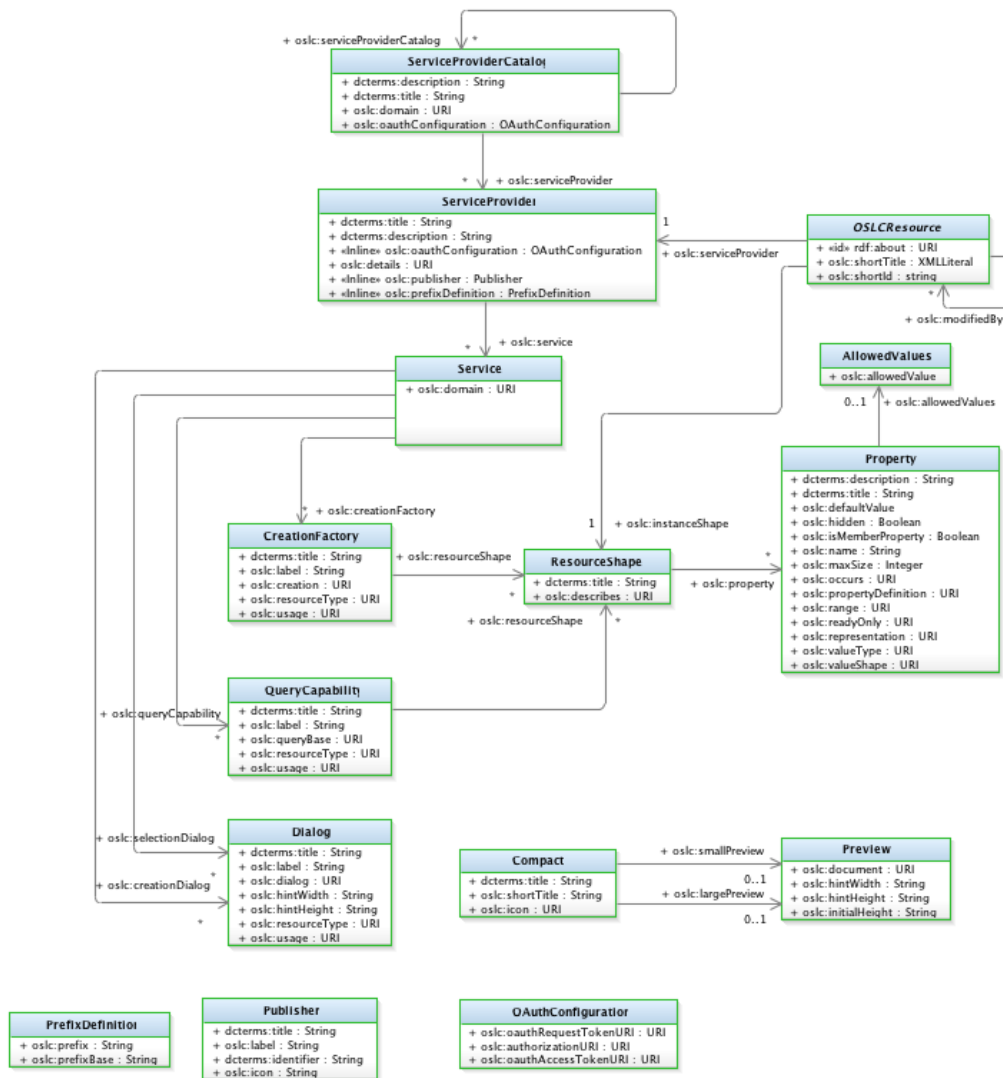 + oslc:serviceProviderCatalog
*
ServiceProviderCatalog
+ dcterms:description : String
+ dcterms:title : String
+ oslc:domain : URI
+ oslc:oauthConfiguration : OAuthConfiguration
*
+ oslc:serviceProvider
ServiceProvider
+ dcterms:title : String
+ dcterms:description : String
+ «Inline» oslc:oauthConfiguration : OAuthConfiguration
+ oslc:details : URI
+ «Inline» oslc:publisher : Publisher
+ «Inline» oslc:prefixDefinition : PrefixDefinition
1
+ oslc:serviceProvider
OSLCResource
+ «id» rdf:about : URI
+ oslc:shortTitle : XMLLiteral
+ oslc:shortId : string
*
+ oslc:modifiedBy
*
+ oslc:service
Service
+ oslc:domain : URI
AllowedValues
+ oslc:allowedValue
0..1
+ oslc:allowedValues
Property
+ dcterms:description : String
+ dcterms:title : String
+ oslc:defaultValue
+ oslc:hidden : Boolean
+ oslc:isMemberProperty : Boolean
+ oslc:name : String
+ oslc:maxSize : Integer
+ oslc:occurs : URI
+ oslc:propertyDefinition : URI
+ oslc:range : URI
+ oslc:readyOnly : URI
+ oslc:representation : URI
+ oslc:valueType : URI
+ oslc:valueShape : URI
*
+ oslc:creationFactory
CreationFactory
+ dcterms:title : String
+ oslc:label : String
+ oslc:creation : URI
+ oslc:resourceType : URI
+ oslc:usage : URI
+ oslc:resourceShape
*
1
+ oslc:instanceShape
ResourceShape
+ dcterms:title : String
+ oslc:describes : URI
*
+ oslc:property
+ oslc:resourceShape
*
+ oslc:queryCapability
*
QueryCapability
+ dcterms:title : String
+ oslc:label : String
+ oslc:queryBase : URI
+ oslc:resourceType : URI
+ oslc:usage : URI
+ oslc:selectionDialog
*
+ oslc:creationDialog
*
Dialog
+ dcterms:title : String
+ oslc:label : String
+ oslc:dialog : URI
+ oslc:hintWidth : String
+ oslc:hintHeight : String
+ oslc:resourceType : URI
+ oslc:usage : URI
Compact
+ dcterms:title : String
+ oslc:shortTitle : String
+ oslc:icon : URI
+ oslc:smallPreview
0..1
+ oslc:largePreview
0..1
Preview
+ oslc:document : URI
+ oslc:hintWidth : String
+ oslc:hintHeight : String
+ oslc:initialHeight : String
PrefixDefinition
+ oslc:prefix : String
+ oslc:prefixBase : String
Publisher
+ dcterms:title : String
+ oslc:label : String
+ dcterms:identifier : String
+ oslc:icon : String
OAuthConfiguration
+ oslc:oauthRequestTokenURI : URI
+ oslc:authorizationURI : URI
+ oslc:oauthAccessTokenURI : URI